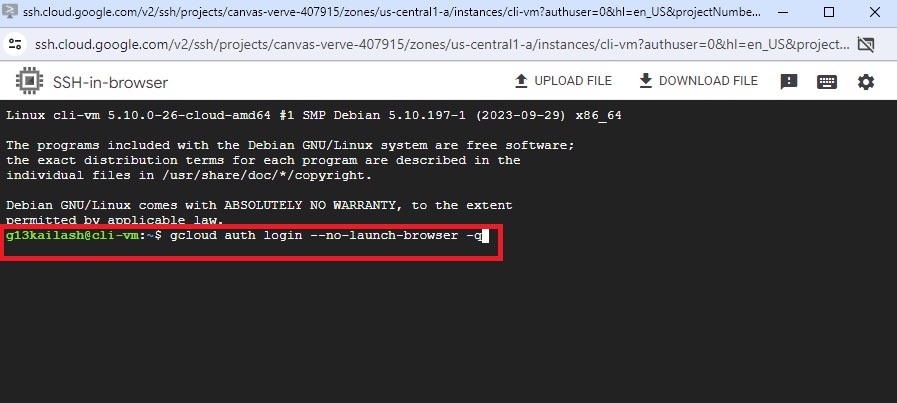 ssh.cloud.google.com/v2/ssh/projects/canvas-verve-407915/zones/us-central1-a/instances/cli-vm?authuser=0&hl=en_US&projectNumbe...
ssh.cloud.google.com/v2/ssh/projects/canvas-verve-407915/zones/us-central1-a/instances/cli-vm?authuser=0&hl=en_US&project...
SSH-in-browser
UPLOAD FILE
DOWNLOAD FILE
Linux cli-vm 5.10.0-26-cloud-amd64 #1 SMP Debian 5.10.197-1 (2023-09-29) x86_64
The programs included with the Debian GNU/Linux system are free software;
the exact distribution terms for each program are described in the
individual files in /usr/share/doc/*/copyright.
Debian GNU/Linux comes with ABSOLUTELY NO WARRANTY, to the extent
permitted by applicable law.
g13kailash@cli-vm:~$ gcloud auth login --no-launch-browser -q